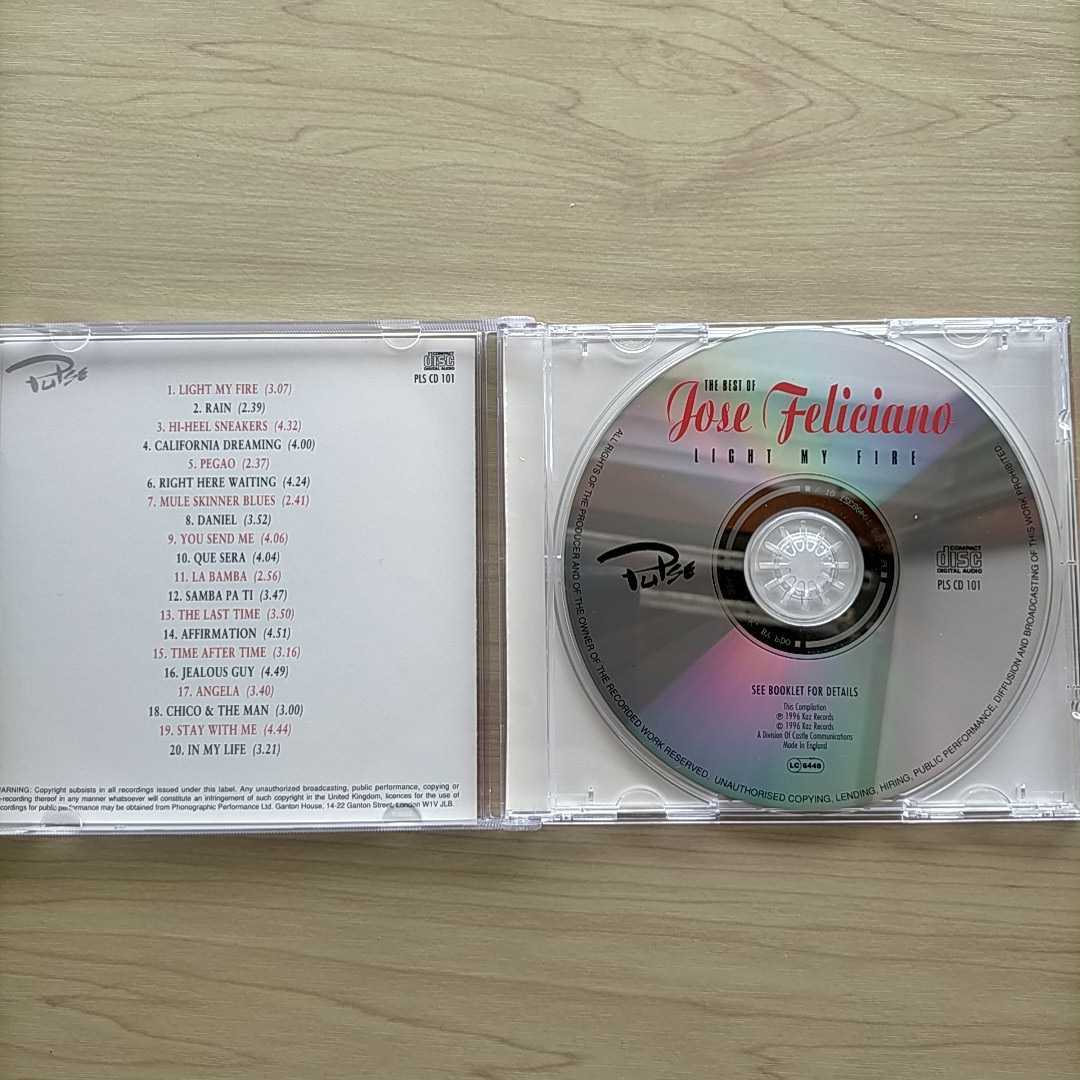 Pulse
disc
DIGITAL AUDIO
PLS CD 101
1. LIGHT MY FIRE (3.07)
2. RAIN (2.39)
3. HI-HEEL SNEAKERS (4.32)
4. CALIFORNIA DREAMING (4.00)
5. PEGAO (2.37)
6. RIGHT HERE WAITING (4.24)
7. MULE SKINNER BLUES (2.41)
8. DANIEL (3.52)
9. YOU SEND ME (4.06)
10. QUE SERA (4.04)
11. LA BAMBA (2.56)
12. SAMBA PA TI (3.47)
13. THE LAST TIME (3.50)
14. AFFIRMATION (4.51)
15. TIME AFTER TIME (3.16)
16. JEALOUS GUY (4.49)
17. ANGELA (3.40)
18. CHICO & THE MAN (3.00)
19. STAY WITH ME (4.44)
20. IN MY LIFE (3.21)
WARNING: Copyright subsists in all recordings issued under this label. Any unauthorized broadcasting, public performance, copying or
e-recording thereof in any manner whatsoever will constitute an infringement of such copyright in the United Kingdom, licences for the use of
cordings for public performance may be obtained from Phonographic Performance Ltd. Ganton House, 14-22 Ganton Street, London W1V JLB.
THE BEST OF
Jose Feliciano
LIGHT MY FIRE
Pulse
COMPACT
disc
DIGITAL AUDIO
PLS CD 101
SEE BOOKLET FOR DETAILS
This Compilation
℗ 1996 Kaz Records
© 1996 Kaz Records
A Division Of Castle Communications
Made in England
LC 6448
ALL RIGHTS OF THE PRODUCER AND OF THE OWNER OF THE RECORDED WORK RESERVED. UNAUTHORISED COPYING, LENDING, HIRING, PUBLIC PERFORMANCE, DIFFUSION AND BROADCASTING OF THIS WORK PROHIBITED